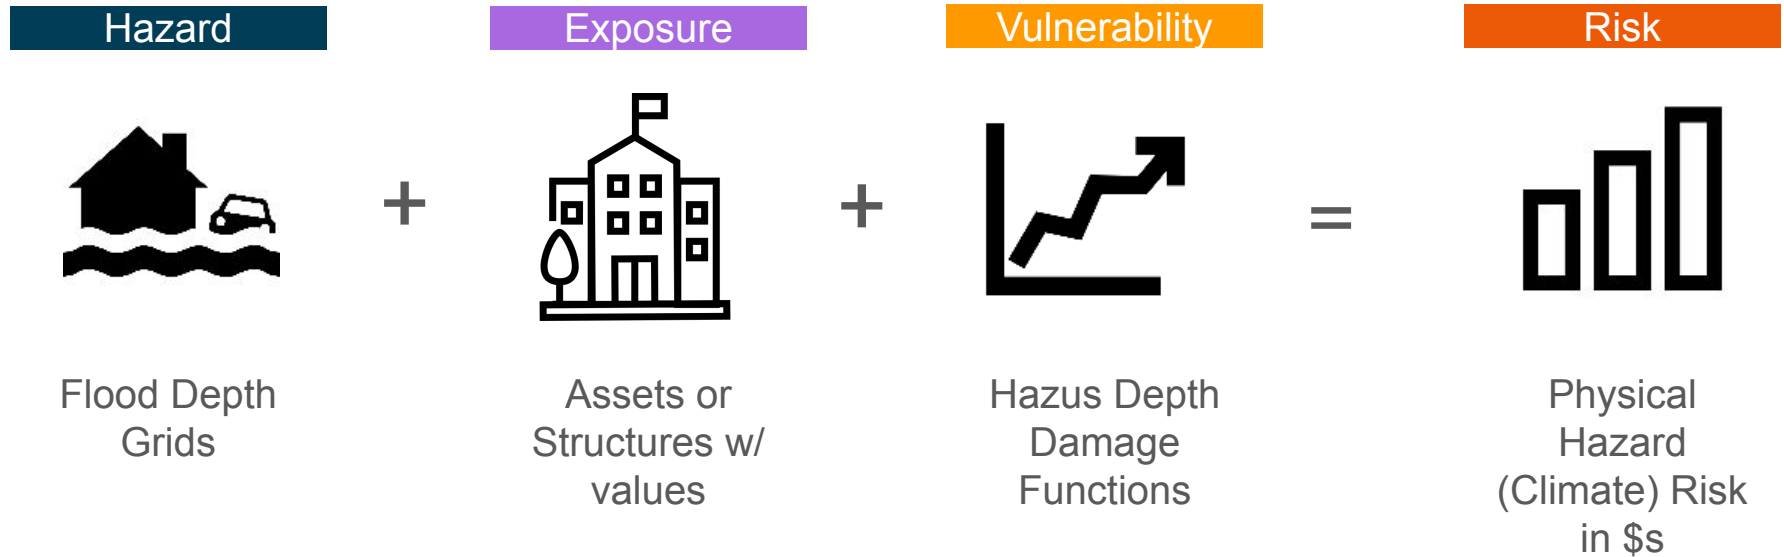 Hazard
Exposure
Vulnerability
Risk
+
+
=
Flood Depth
Grids
Assets or
Structures w/
values
Hazus Depth
Damage
Functions
Physical
Hazard
(Climate) Risk
in $s